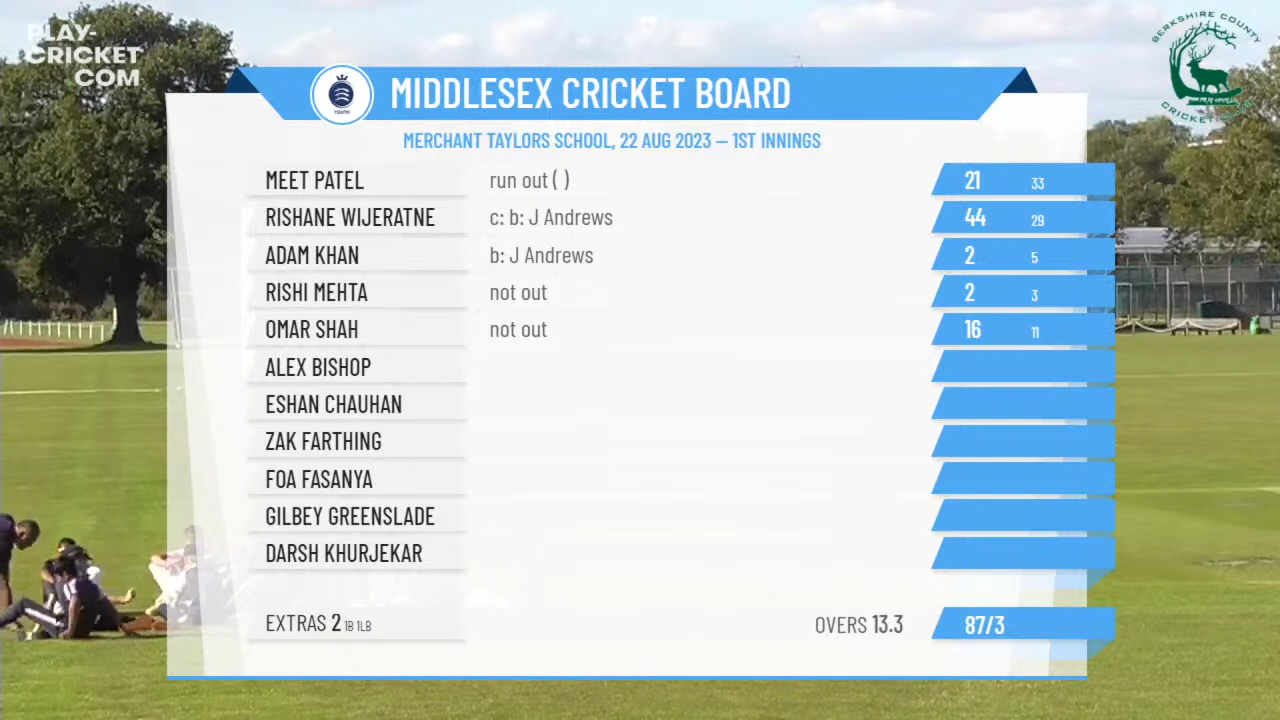 PLAY-
CRICKET
COM
BERKSHIRE COUNTY
MIDDLESEX CRICKET BOARD
YOUTH
MERCHANT TAYLORS SCHOOL, 22 AUG 2023 – 1ST INNINGS
MEET PATEL run out ( ) 21 33
RISHANE WIJERATNE c: b: J Andrews 44 29
ADAM KHAN b: J Andrews 2 5
RISHI MEHTA not out 2 3
OMAR SHAH not out 16 11
ALEX BISHOP
ESHAN CHAUHAN
ZAK FARTHING
FOA FASANYA
GILBEY GREENSLADE
DARSH KHURJEKAR
EXTRAS 2 1B 1LB OVERS 13.3 87/3